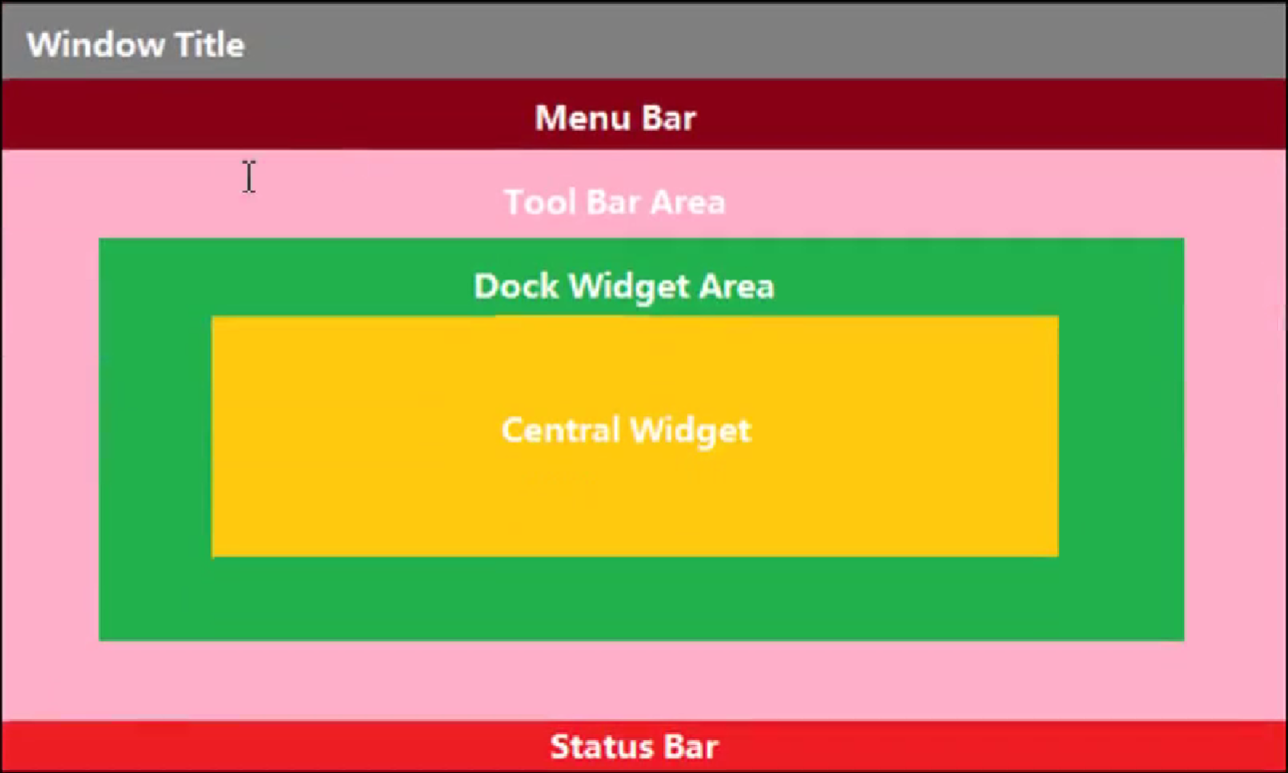 Window Title
Menu Bar
Tool Bar Area
Dock Widget Area
Central Widget
Status Bar